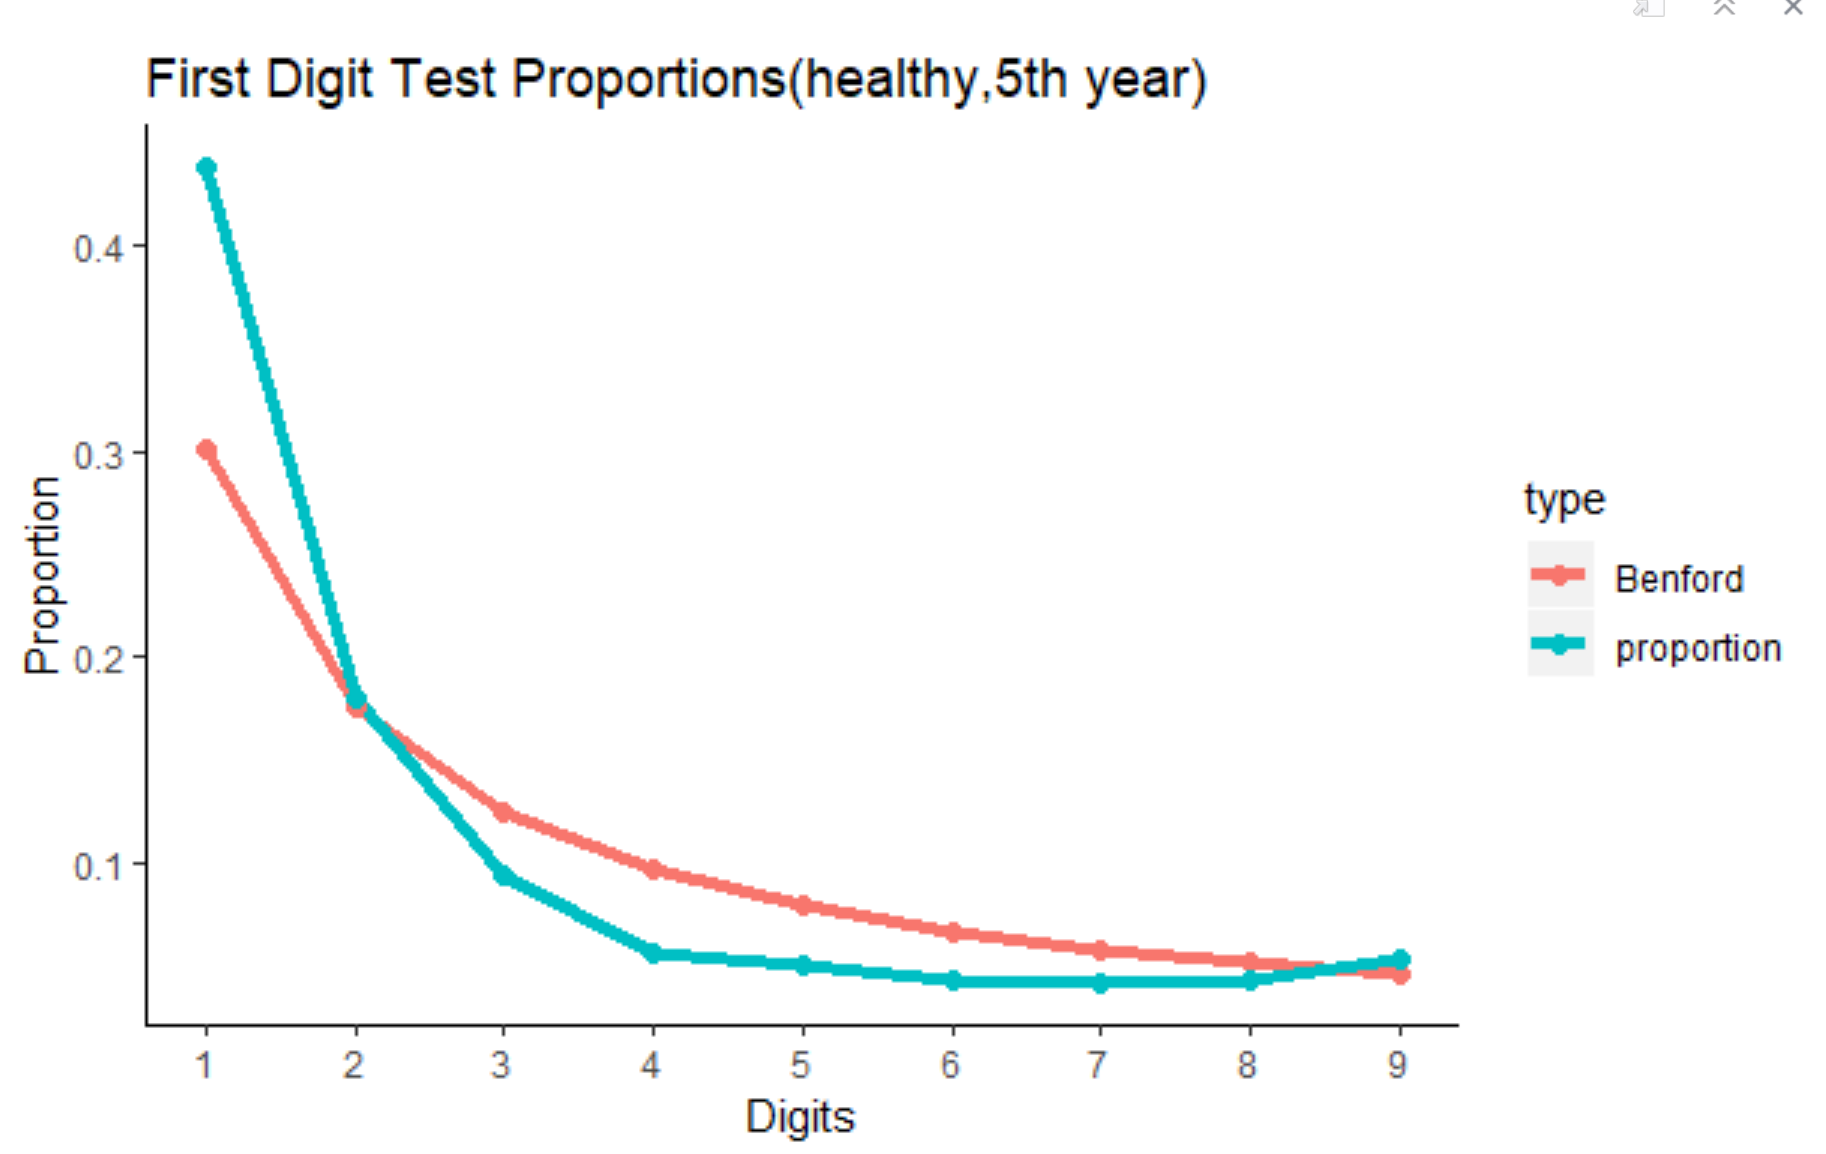 First Digit Test Proportions(healthy,5th year)
0.4
0.3
0.2
0.1
Proportion
1 2 3 4 5 6 7 8 9
Digits
type
Benford
proportion